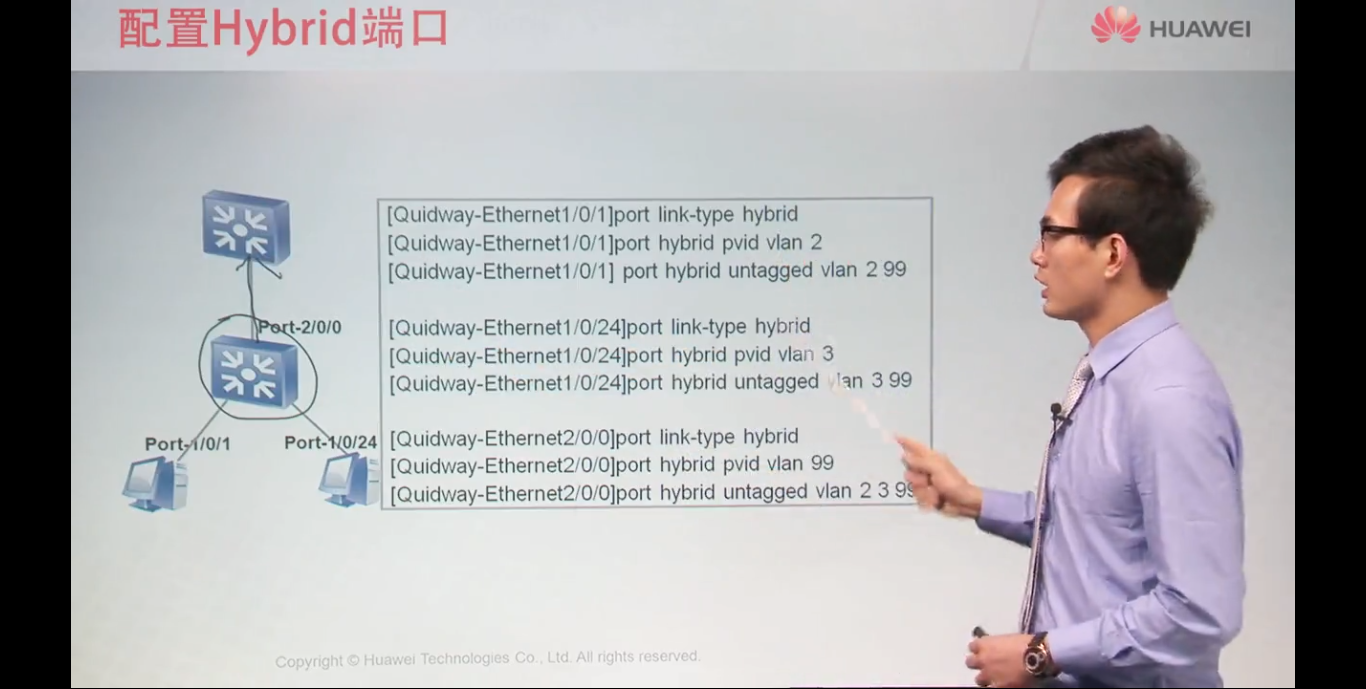 配置Hybrid端口
HUAWEI
[Quidway-Ethernet1/0/1]port link-type hybrid
[Quidway-Ethernet1/0/1]port hybrid pvid vlan 2
[Quidway-Ethernet1/0/1] port hybrid untagged vlan 2 99
[Quidway-Ethernet1/0/24]port link-type hybrid
[Quidway-Ethernet1/0/24]port hybrid pvid vlan 3
[Quidway-Ethernet1/0/24]port hybrid untagged vlan 3 99
[Quidway-Ethernet2/0/0]port link-type hybrid
[Quidway-Ethernet2/0/0]port hybrid pvid vlan 99
[Quidway-Ethernet2/0/0]port hybrid untagged vlan 2 3 99
Port-2/0/0
Port-1/0/1
Port-1/0/24
Copyright © Huawei Technologies Co., Ltd. All rights reserved.